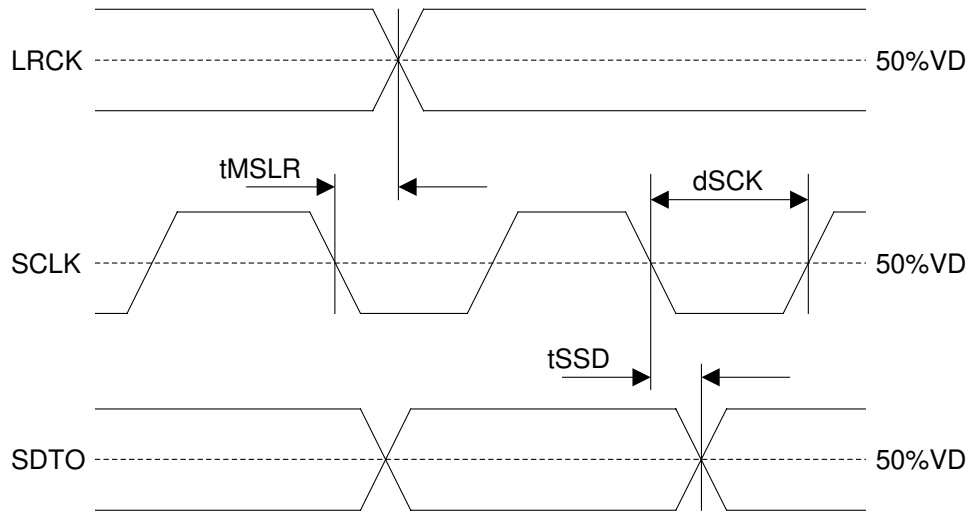 LRCK 50%VD
tMSLR dSCK
SCLK 50%VD
tSSD
SDTO 50%VD